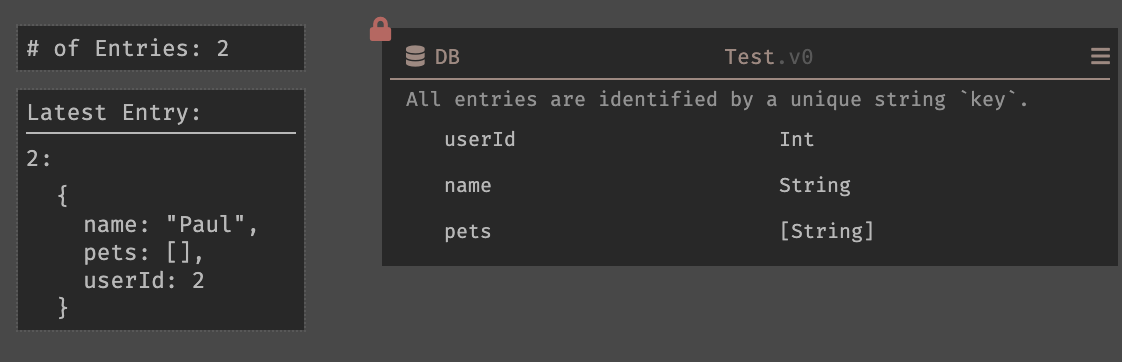 # of Entries: 2
Latest Entry:
2:
{
name: "Paul",
pets: [],
userId: 2
}
DB Test.v0
All entries are identified by a unique string `key`.
userId Int
name String
pets [String]